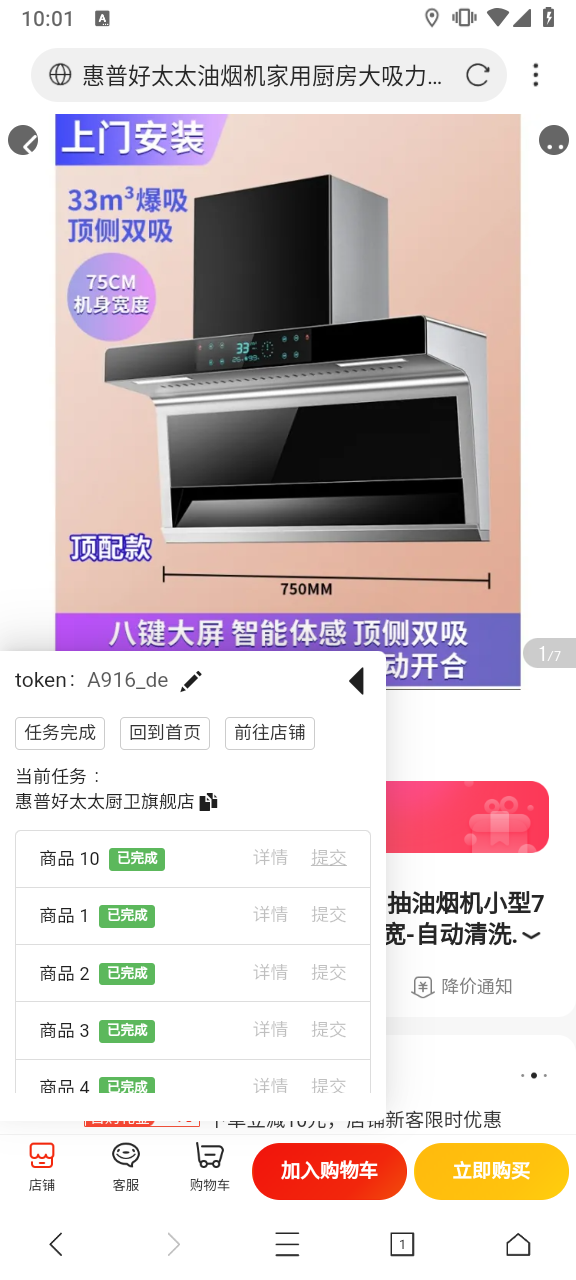 10:01
惠普好太太油烟机家用厨房大吸力...
上门安装
33m³爆吸
顶侧双吸
75CM
机身宽度
33
顶配款
750MM
八键大屏 智能体感 顶侧双吸
动开合
1/7
token: A916_de
任务完成 回到首页 前往店铺
当前任务：
惠普好太太厨卫旗舰店
商品 10 已完成 详情 提交
商品 1 已完成 详情 提交
商品 2 已完成 详情 提交
商品 3 已完成 详情 提交
商品 4 已完成 详情 提交
抽油烟机小型7
宽-自动清洗.
降价通知
下单立减10元，店铺新客限时优惠
店铺 客服 购物车 加入购物车 立即购买
1